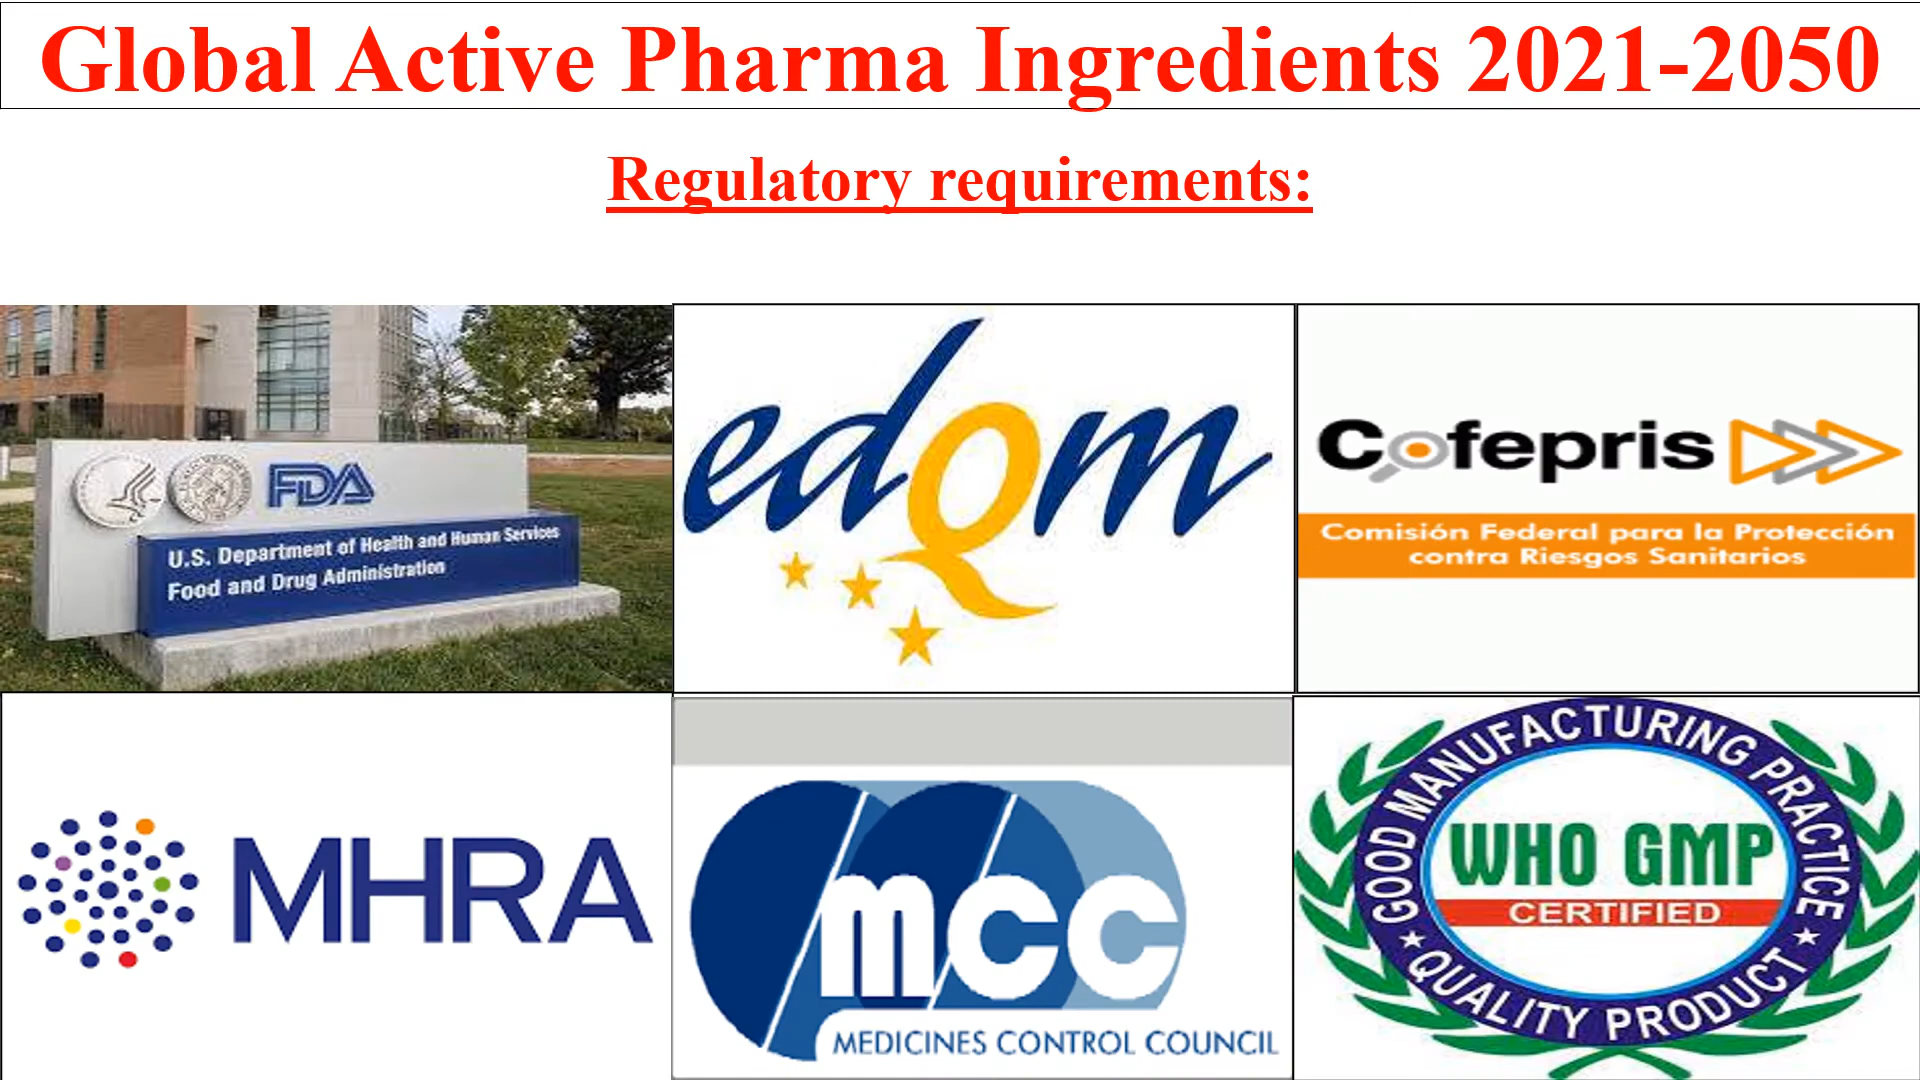 Global Active Pharma Ingredients 2021-2050
Regulatory requirements:
FDA
U.S. Department of Health and Human Services
Food and Drug Administration
edQm
Cofepris
Comisión Federal para la Protección
contra Riesgos Sanitarios
MHRA
mcc
MEDICINES CONTROL COUNCIL
GOOD MANUFACTURING PRACTICE
WHO GMP
CERTIFIED
★ QUALITY PRODUCT ★